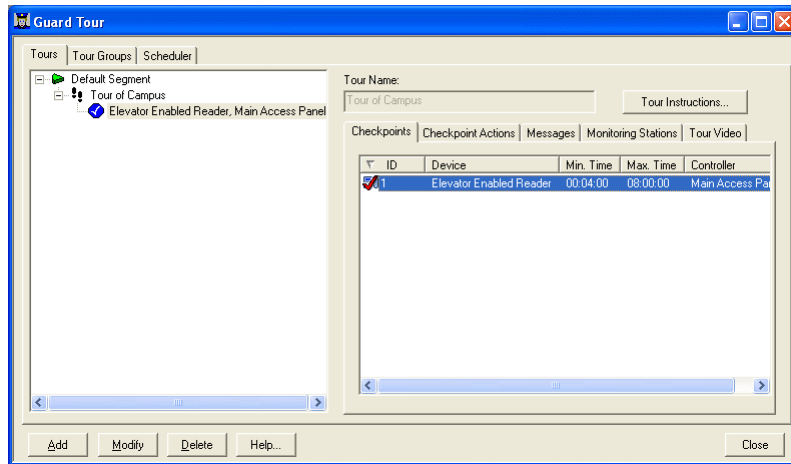 Guard Tour
Tours Tour Groups Scheduler
Default Segment
Tour of Campus
Elevator Enabled Reader, Main Access Panel
Tour Name:
Tour of Campus
Tour Instructions...
Checkpoints Checkpoint Actions Messages Monitoring Stations Tour Video
ID Device Min. Time Max. Time Controller
1 Elevator Enabled Reader 00:04:00 08:00:00 Main Access Pa
Add Modify Delete Help... Close